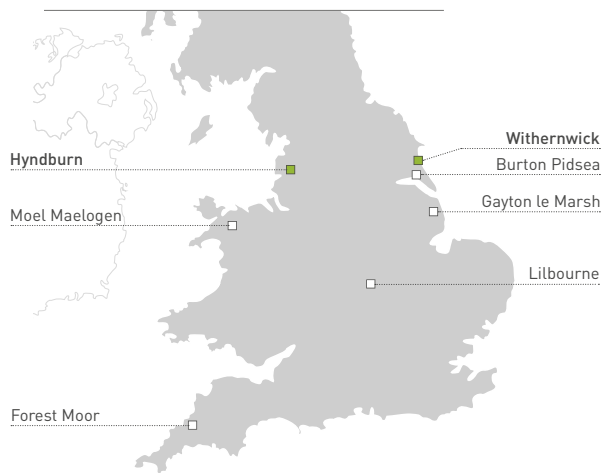 Withernwick
Hyndburn
Burton Pidsea
Gayton le Marsh
Moel Maelogen
Lilbourne
Forest Moor